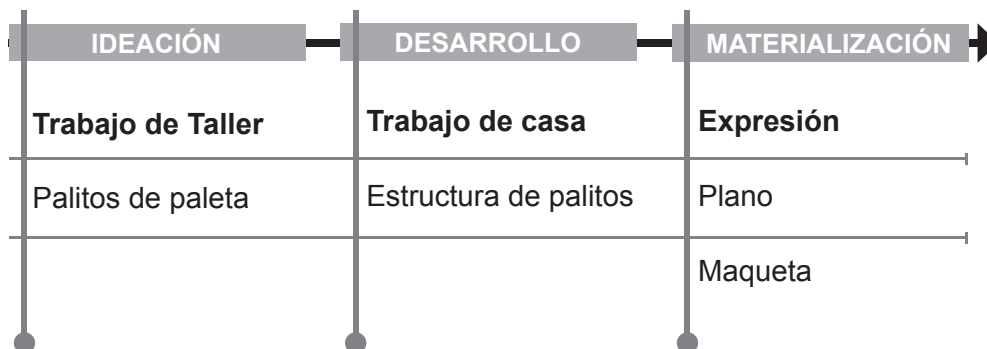 IDEACIÓN
DESARROLLO
MATERIALIZACIÓN
Trabajo de Taller
Trabajo de casa
Expresión
Palitos de paleta
Estructura de palitos
Plano
Maqueta